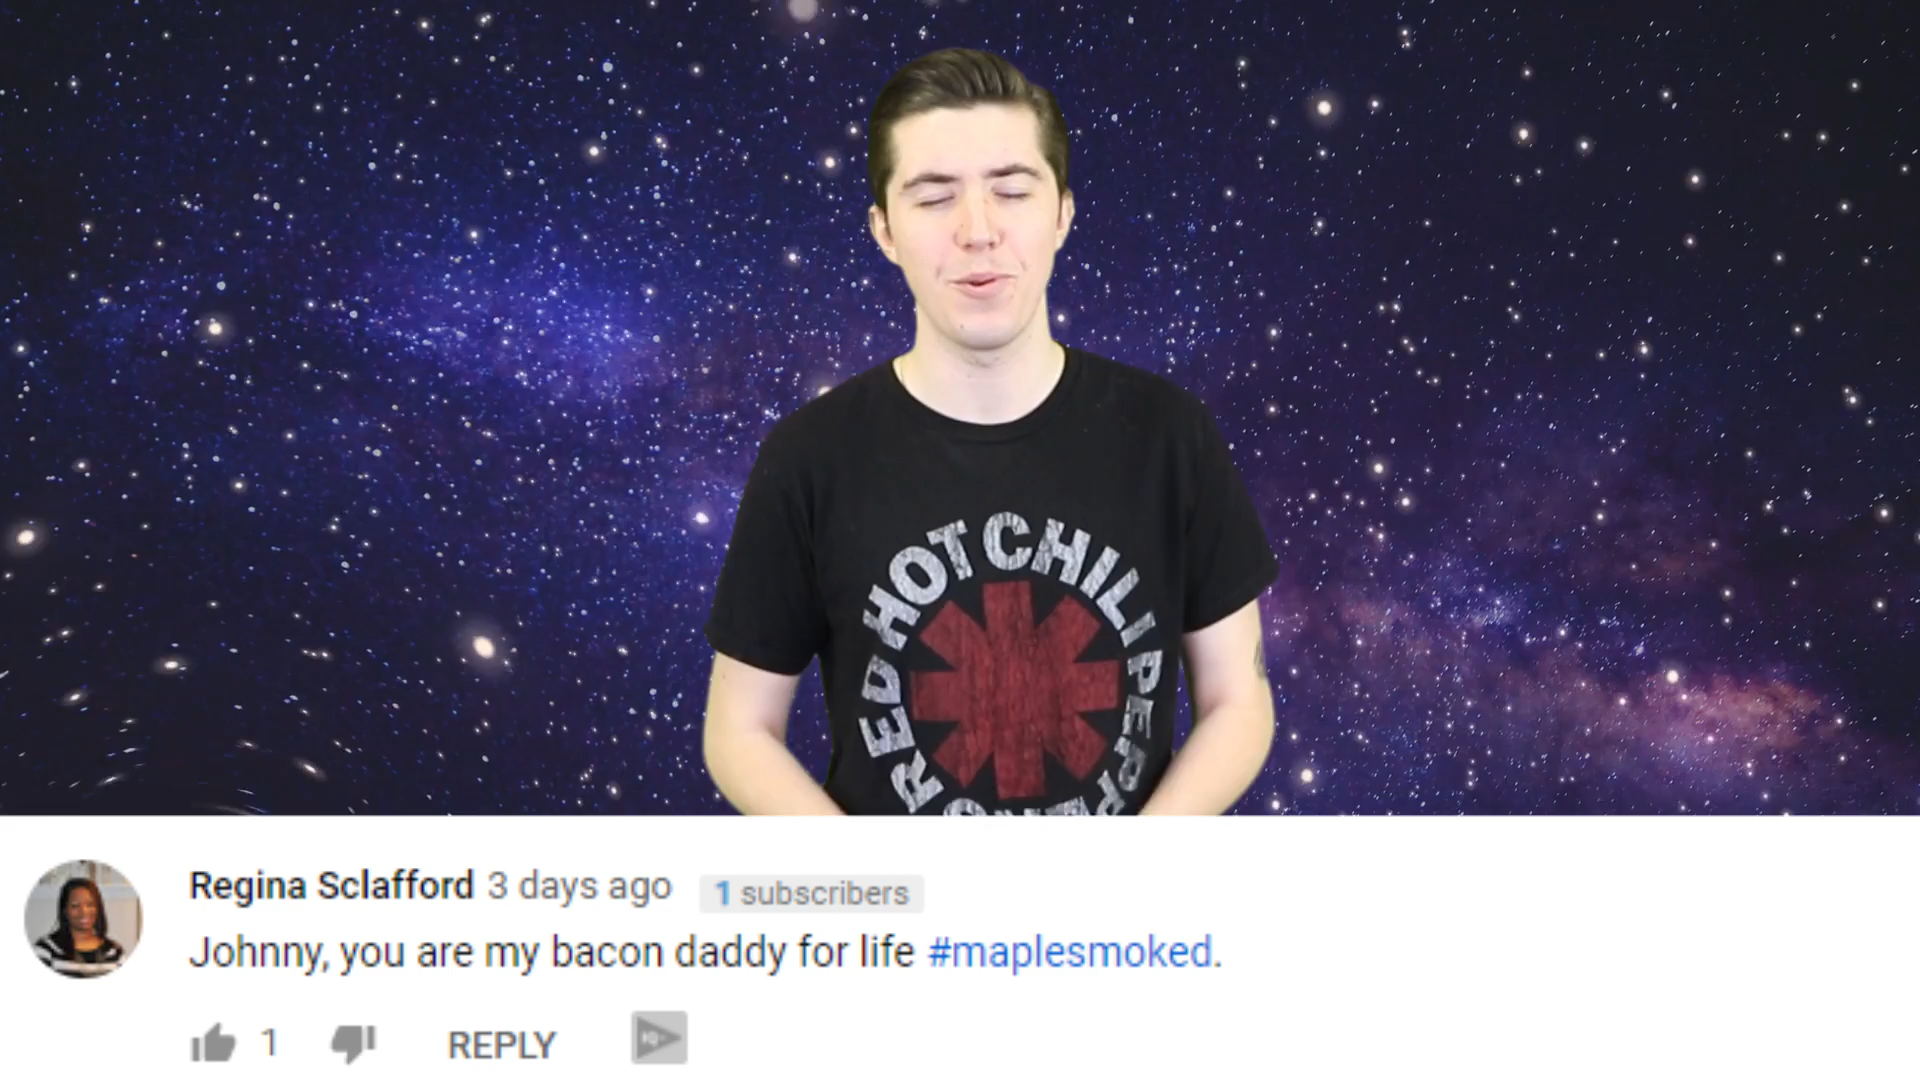 RED HOT CHILI PEPPERS
Regina Sclafford 3 days ago 1 subscribers
Johnny, you are my bacon daddy for life #maplesmoked.
1 REPLY